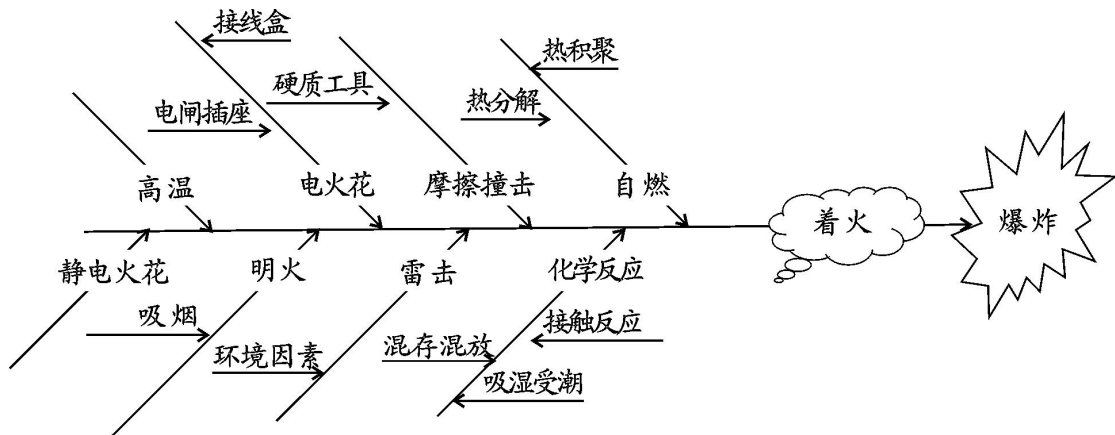 接线盒
热积聚
硬质工具
热分解
电闸插座
高温
电火花
摩擦撞击
自燃
着火
爆炸
静电火花
明火
雷击
化学反应
吸烟
接触反应
环境因素
混存混放
吸湿受潮